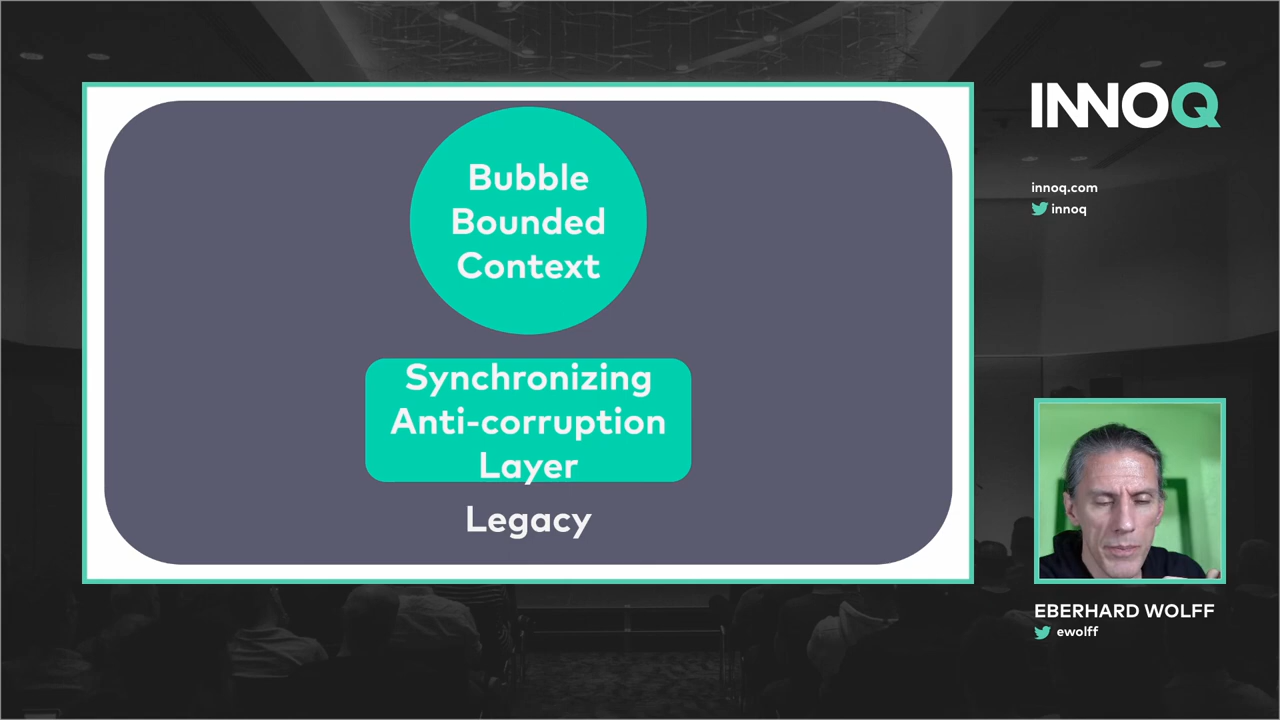 Bubble
Bounded
Context
Synchronizing
Anti-corruption
Layer
Legacy
INNOQ
innoq.com
innoq
EBERHARD WOLFF
ewolff